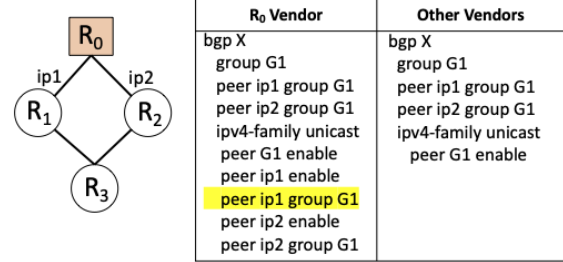 R0
ip1
ip2
R1
R2
R3
R0 Vendor
bgp X
group G1
peer ip1 group G1
peer ip2 group G1
ipv4-family unicast
peer G1 enable
peer ip1 enable
peer ip1 group G1
peer ip2 enable
peer ip2 group G1
Other Vendors
bgp X
group G1
peer ip1 group G1
peer ip2 group G1
ipv4-family unicast
peer G1 enable